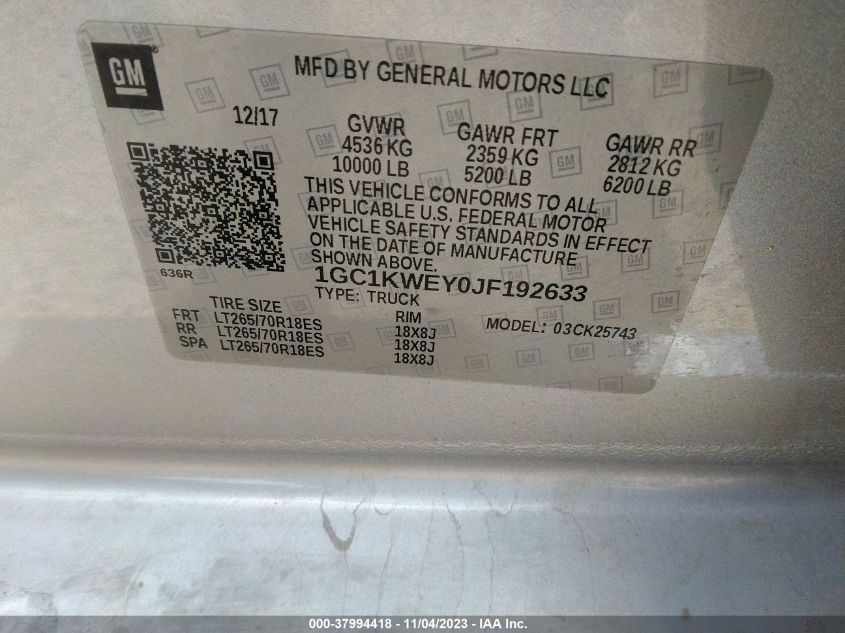 GM
MFD BY GENERAL MOTORS LLC
12/17
GVWR
4536 KG
10000 LB
GAWR FRT
2359 KG
5200 LB
GAWR RR
2812 KG
6200 LB
THIS VEHICLE CONFORMS TO ALL
APPLICABLE U.S. FEDERAL MOTOR
VEHICLE SAFETY STANDARDS IN EFFECT
ON THE DATE OF MANUFACTURE
SHOWN ABOVE.
636R
1GC1KWEY0JF192633
TYPE: TRUCK
MODEL: 03CK25743
TIRE SIZE RIM
FRT LT265/70R18ES 18X8J
RR LT265/70R18ES 18X8J
SPA LT265/70R18ES 18X8J
000-37994418 - 11/04/2023 - IAA Inc.